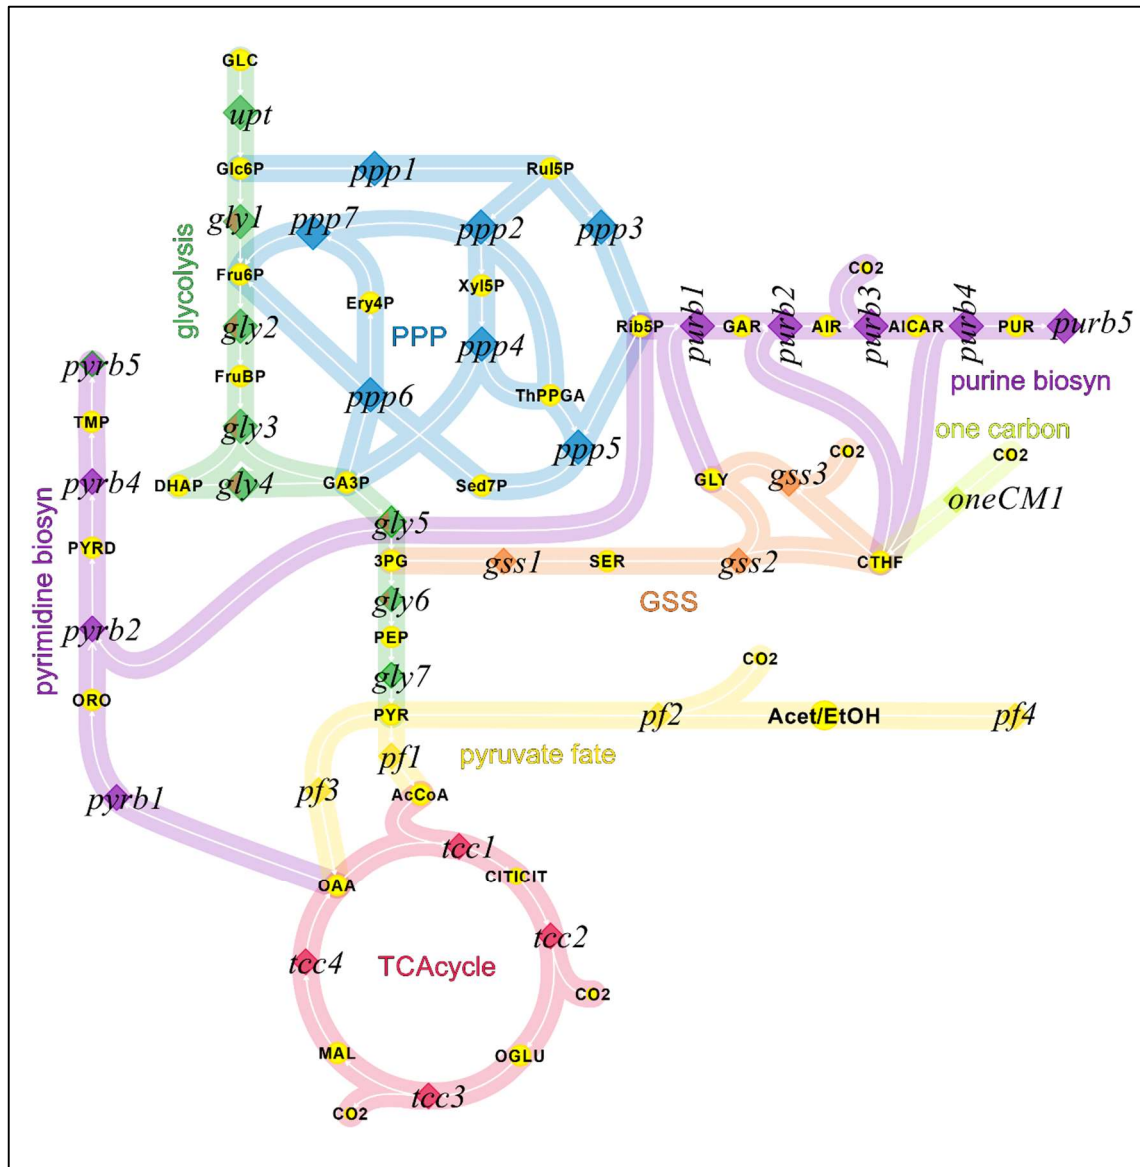 GLC
upt
Glc6P
ppp1
Rul5P
gly1
ppp7
ppp2
ppp3
glycolysis
Fru6P
CO2
Xyl5P
Ery4P
gly2
PPP
ppp4
Rib5P
purb1
GAR
purb2
AIR
purb3
AICAR
purb4
PUR
purb5
pyrb5
FruBP
ppp6
ThPPGA
purine biosyn
TMP
gly3
ppp5
one carbon
CO2
CO2
pyrb4
DHAP
gly4
GA3P
Sed7P
GLY
gss3
oneCM1
gly5
PYRD
3PG
gss1
SER
gss2
CTHF
pyrimidine biosyn
gly6
GSS
pyrb2
PEP
CO2
gly7
ORO
PYR
pf2
Acet/EtOH
pf4
pf1
pyruvate fate
pyrb1
pf3
AcCoA
tcc1
OAA
CITICIT
tcc2
tcc4
TCAcycle
CO2
MAL
OGLU
tcc3
CO2